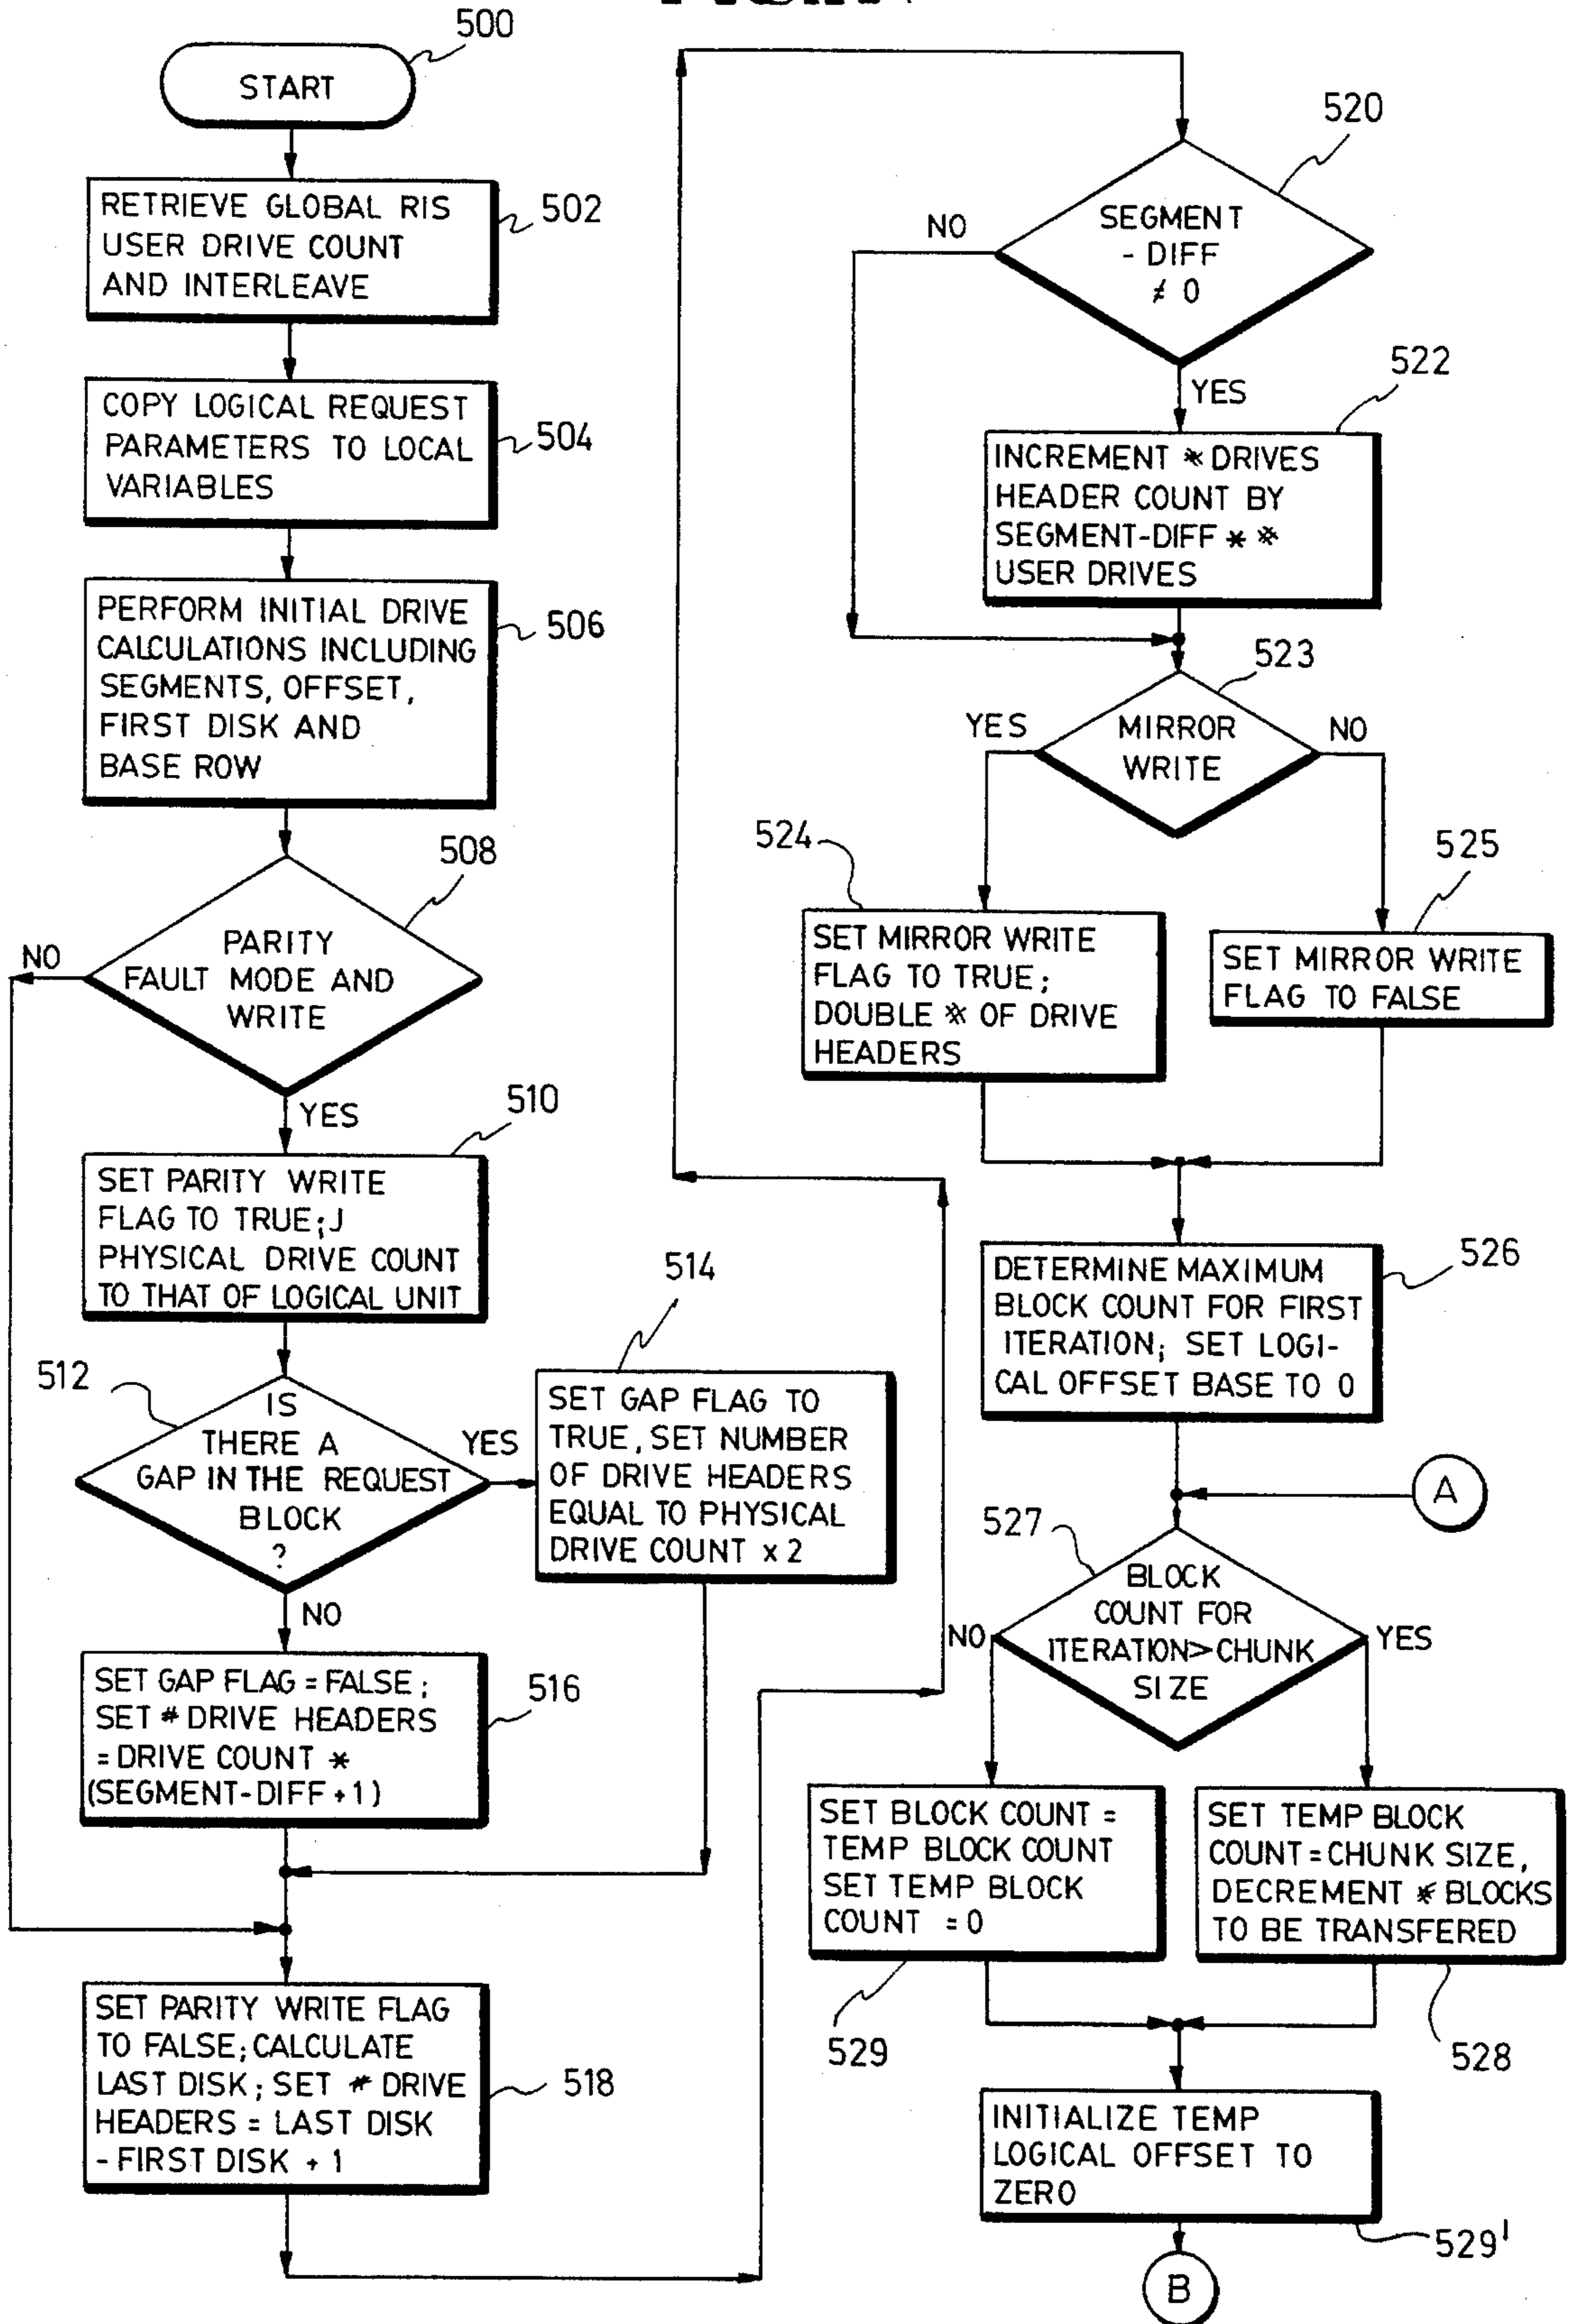 500
START
RETRIEVE GLOBAL RIS
USER DRIVE COUNT
AND INTERLEAVE
502
COPY LOGICAL REQUEST
PARAMETERS TO LOCAL
VARIABLES
504
PERFORM INITIAL DRIVE
CALCULATIONS INCLUDING
SEGMENTS, OFFSET,
FIRST DISK AND
BASE ROW
506
508
PARITY
FAULT MODE AND
WRITE
NO
YES
510
SET PARITY WRITE
FLAG TO TRUE;J
PHYSICAL DRIVE COUNT
TO THAT OF LOGICAL UNIT
512
IS
THERE A
GAP IN THE REQUEST
BLOCK
?
YES
NO
514
SET GAP FLAG TO
TRUE, SET NUMBER
OF DRIVE HEADERS
EQUAL TO PHYSICAL
DRIVE COUNT x 2
SET GAP FLAG = FALSE;
SET # DRIVE HEADERS
= DRIVE COUNT *
(SEGMENT-DIFF +1)
516
SET PARITY WRITE FLAG
TO FALSE; CALCULATE
LAST DISK; SET # DRIVE
HEADERS = LAST DISK
- FIRST DISK + 1
518
520
SEGMENT
- DIFF
≠ 0
NO
YES
522
INCREMENT # DRIVES
HEADER COUNT BY
SEGMENT-DIFF * #
USER DRIVES
523
MIRROR
WRITE
YES
NO
524
SET MIRROR WRITE
FLAG TO TRUE;
DOUBLE # OF DRIVE
HEADERS
525
SET MIRROR WRITE
FLAG TO FALSE
526
DETERMINE MAXIMUM
BLOCK COUNT FOR FIRST
ITERATION; SET LOGI-
CAL OFFSET BASE TO 0
A
527
BLOCK
COUNT FOR
ITERATION>CHUNK
SIZE
NO
YES
SET BLOCK COUNT =
TEMP BLOCK COUNT
SET TEMP BLOCK
COUNT = 0
529
SET TEMP BLOCK
COUNT = CHUNK SIZE,
DECREMENT # BLOCKS
TO BE TRANSFERED
528
INITIALIZE TEMP
LOGICAL OFFSET TO
ZERO
529'
B